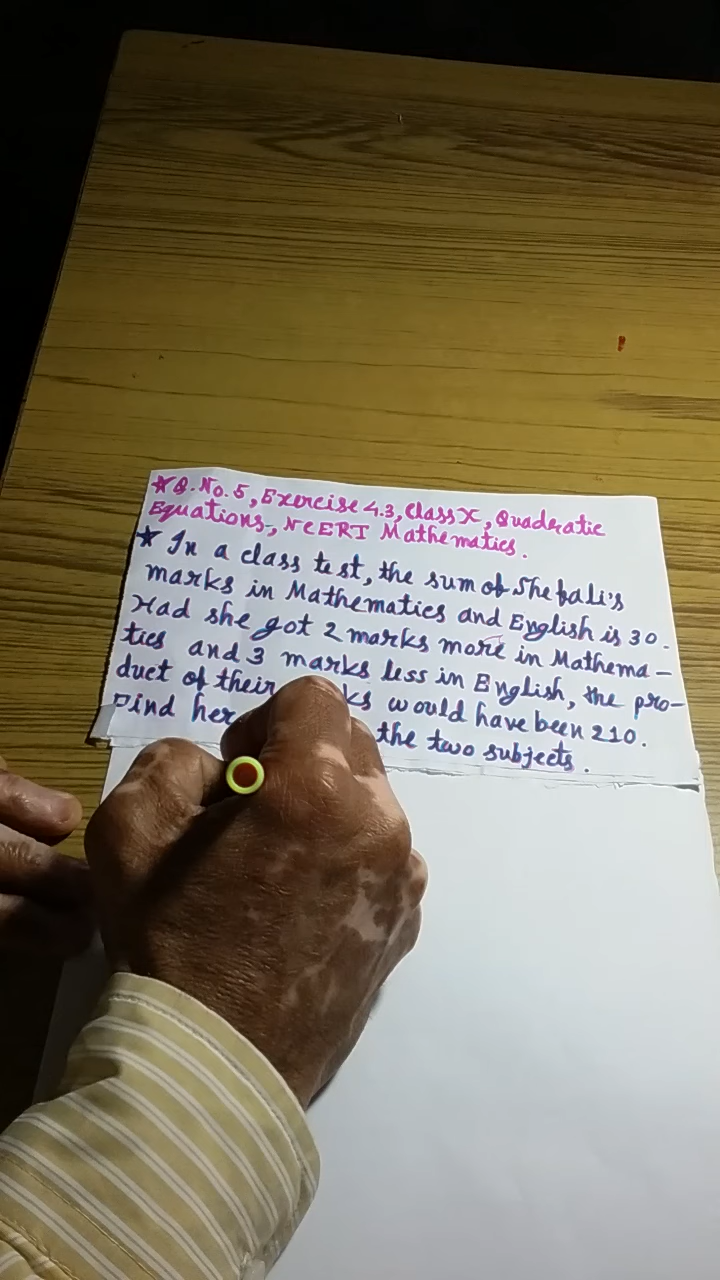 ★ Q. No. 5, Exercise 4.3, Class X, Quadratic
Equations, NCERT Mathematics.
★ In a class test, the sum of Shefali's
marks in Mathematics and English is 30.
Had she got 2 marks more in Mathema-
tics and 3 marks less in English, the pro-
duct of their ks would have been 210.
Find her the two subjects.